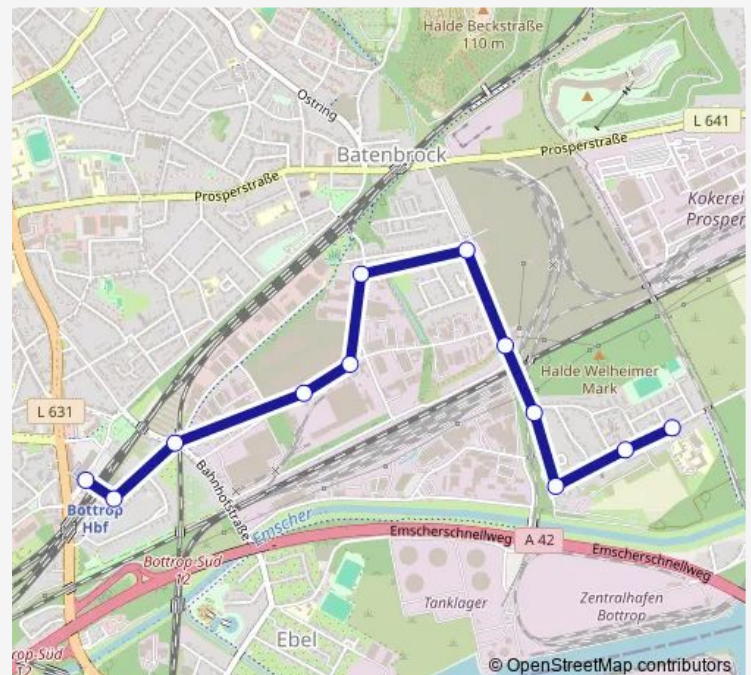 Halde Beckstraße
110 m
Ostring
L 641
Batenbrock
Prosperstraße
Prosperstraße
Kokerei
Prosper
Halde Welheimer
Mark
L 631
Bottrop
Hbf
Bahnhofstraße
Emscher
Emscherschnellweg
A 42
Emscherschnellweg
Bottrop-Süd
12
Tanklager
Zentralhafen
Bottrop
Ebel
rop-Süd
12
© OpenStreetMap contributors